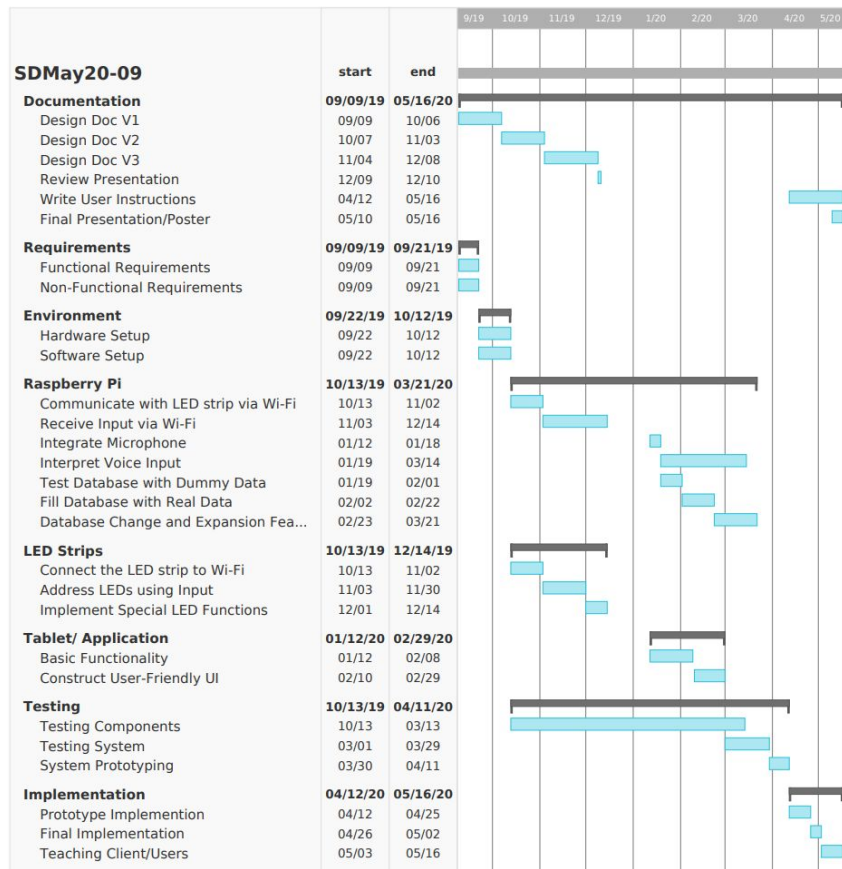 9/19 10/19 11/19 12/19 1/20 2/20 3/20 4/20 5/20
SDMay20-09 start end
Documentation 09/09/19 05/16/20
Design Doc V1 09/09 10/06
Design Doc V2 10/07 11/03
Design Doc V3 11/04 12/08
Review Presentation 12/09 12/10
Write User Instructions 04/12 05/16
Final Presentation/Poster 05/10 05/16
Requirements 09/09/19 09/21/19
Functional Requirements 09/09 09/21
Non-Functional Requirements 09/09 09/21
Environment 09/22/19 10/12/19
Hardware Setup 09/22 10/12
Software Setup 09/22 10/12
Raspberry Pi 10/13/19 03/21/20
Communicate with LED strip via Wi-Fi 10/13 11/02
Receive Input via Wi-Fi 11/03 12/14
Integrate Microphone 01/12 01/18
Interpret Voice Input 01/19 03/14
Test Database with Dummy Data 01/19 02/01
Fill Database with Real Data 02/02 02/22
Database Change and Expansion Fea... 02/23 03/21
LED Strips 10/13/19 12/14/19
Connect the LED strip to Wi-Fi 10/13 11/02
Address LEDs using Input 11/03 11/30
Implement Special LED Functions 12/01 12/14
Tablet/ Application 01/12/20 02/29/20
Basic Functionality 01/12 02/08
Construct User-Friendly UI 02/10 02/29
Testing 10/13/19 04/11/20
Testing Components 10/13 03/13
Testing System 03/01 03/29
System Prototyping 03/30 04/11
Implementation 04/12/20 05/16/20
Prototype Implemention 04/12 04/25
Final Implementation 04/26 05/02
Teaching Client/Users 05/03 05/16